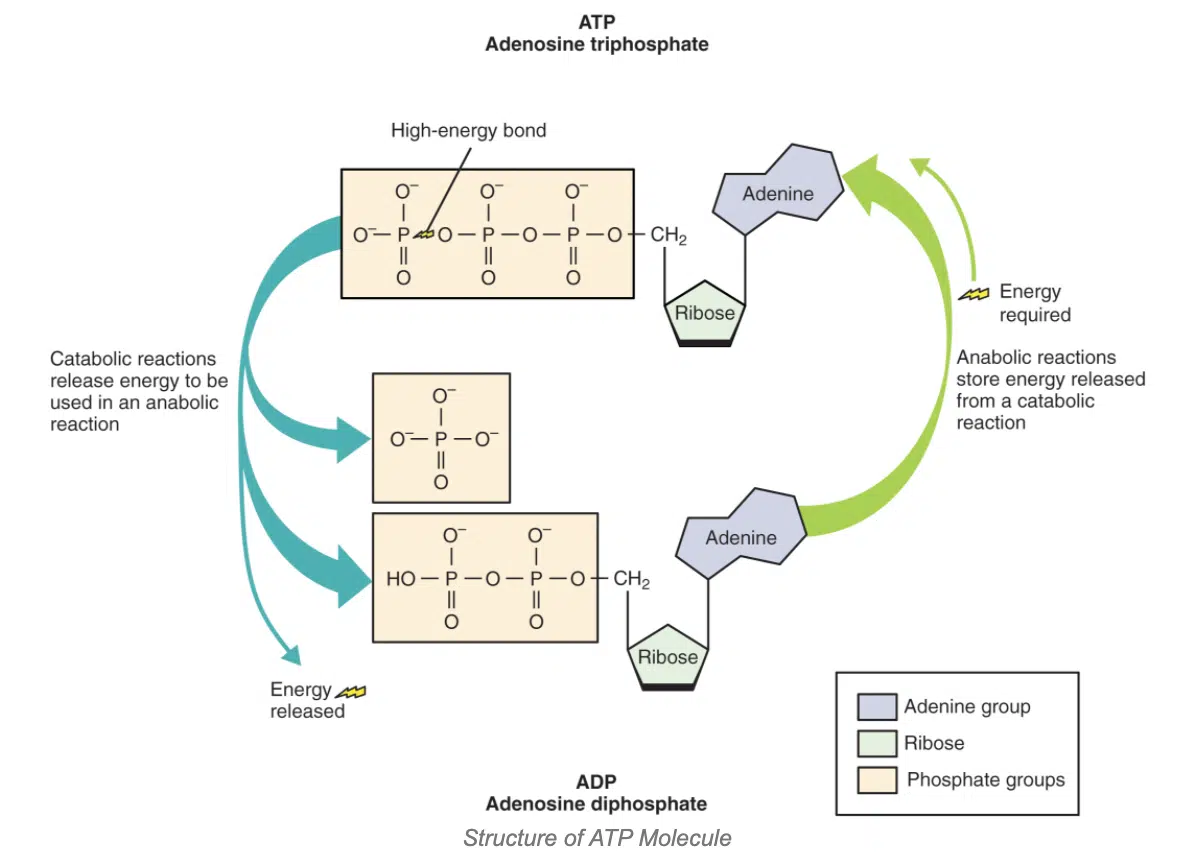 ATP
Adenosine triphosphate
High-energy bond
O⁻ O⁻ O⁻
O⁻ — P O — P — O — P — O — CH₂
O O O
Adenine
Ribose
Energy
required
Catabolic reactions
release energy to be
used in an anabolic
reaction
Anabolic reactions
store energy released
from a catabolic
reaction
O⁻
O⁻ — P — O⁻
O
O⁻ O⁻
HO — P — O — P — O — CH₂
O O
Adenine
Ribose
Energy
released
Adenine group
Ribose
Phosphate groups
ADP
Adenosine diphosphate
Structure of ATP Molecule